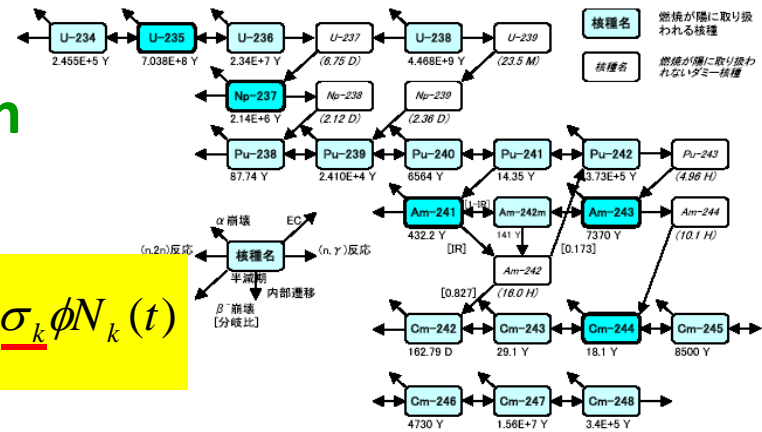 U-234 U-235 U-236 U-237 U-238 U-239
2.455E+5 Y 7.038E+8 Y 2.34E+7 Y (6.75 D) 4.468E+9 Y (23.5 M)
核種名 燃焼が陽に取り扱
われる核種
核種名 燃焼が陽に取り扱わ
れないダミー核種
Np-237 Np-238 Np-239
2.14E+6 Y (2.12 D) (2.36 D)
n
Pu-238 Pu-239 Pu-240 Pu-241 Pu-242 Pu-243
87.74 Y 2.410E+4 Y 6564 Y 14.35 Y 3.73E+5 Y (4.96 H)
Am-241 [1-IR] Am-242m Am-243 Am-244
432.2 Y 141 Y 7370 Y (10.1 H)
[IR] [0.173]
Am-242
[0.827] (16.0 H)
α崩壊 EC
(n,2n)反応 核種名 (n,γ)反応
半減期
内部遷移
β⁻崩壊
[分岐比]
σₖϕNₖ(t)
Cm-242 Cm-243 Cm-244 Cm-245
162.79 D 29.1 Y 18.1 Y 8500 Y
Cm-246 Cm-247 Cm-248
4730 Y 1.56E+7 Y 3.4E+5 Y